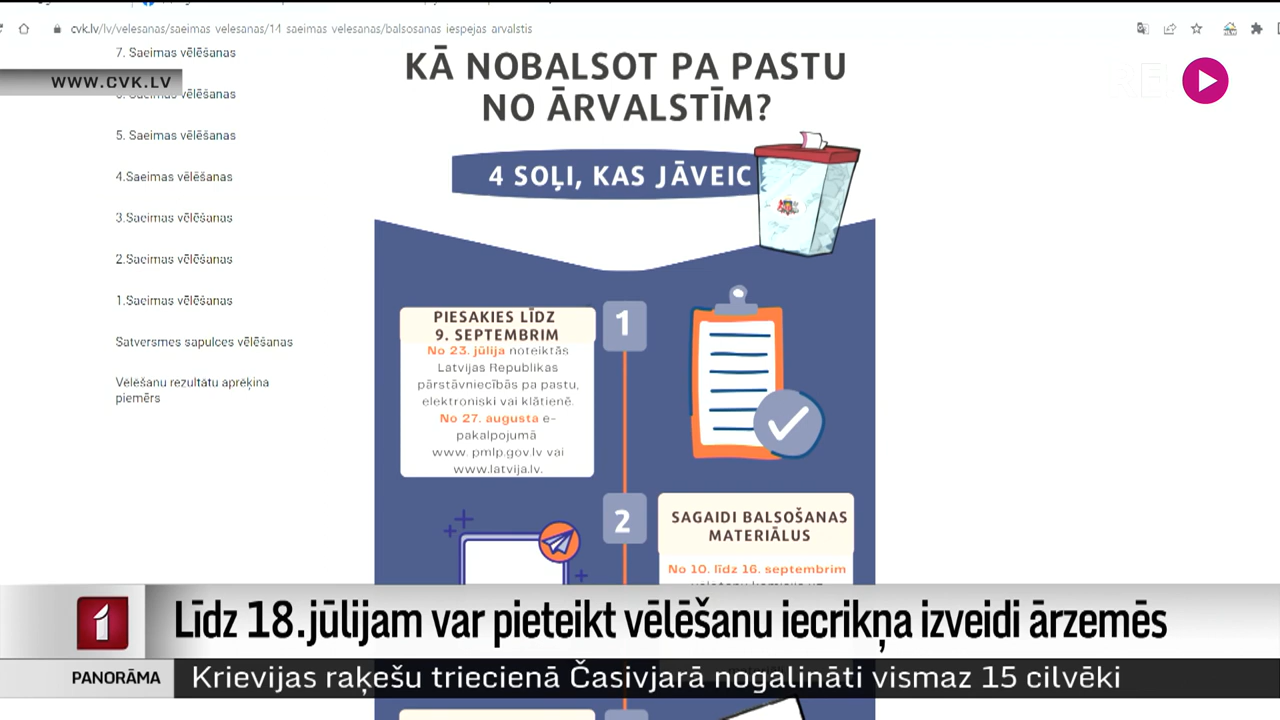 cvk.lv/lv/velesanas/saeimas-velesanas/14-saeimas-velesanas/balsosanas-iespejas-arvalstis
7. Saeimas vēlēšanas
WWW.CVK.LV
6. Saeimas vēlēšanas
5. Saeimas vēlēšanas
4.Saeimas vēlēšanas
3.Saeimas vēlēšanas
2.Saeimas vēlēšanas
1.Saeimas vēlēšanas
Satversmes sapulces vēlēšanas
Vēlēšanu rezultātu aprēķina
piemērs
KĀ NOBALSOT PA PASTU
NO ĀRVALSTĪM?
4 SOĻI, KAS JĀVEIC
PIESAKIES LĪDZ
9. SEPTEMBRIM
No 23. jūlija noteiktās
Latvijas Republikas
pārstāvniecībās pa pastu,
elektroniski vai klātienē.
No 27. augusta e-
pakalpojumā
www. pmlp.gov.lv vai
www.latvija.lv.
1
2
SAGAIDI BALSOŠANAS
MATERIĀLUS
No 10. līdz 16. septembrim
1
Līdz 18.jūlijam var pieteikt vēlēšanu iecrikņa izveidi ārzemēs
PANORĀMA
Krievijas raķešu triecienā Časivjarā nogalināti vismaz 15 cilvēki